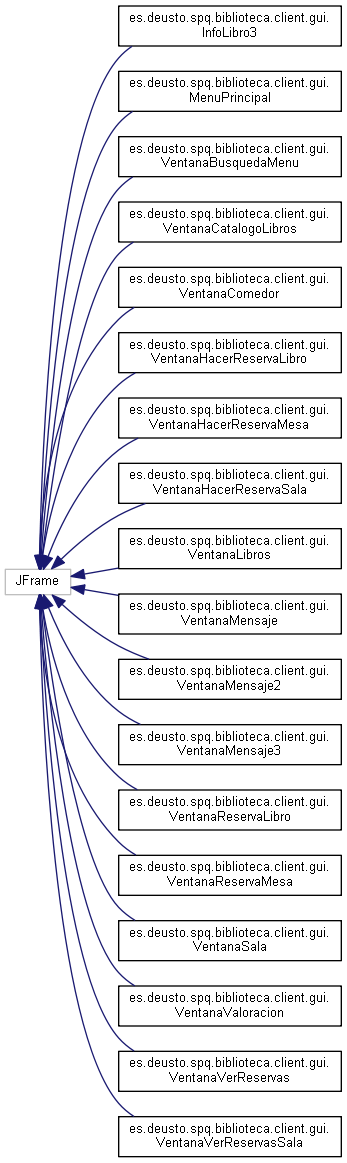 es.deusto.spq.biblioteca.client.gui.
InfoLibro3
es.deusto.spq.biblioteca.client.gui.
MenuPrincipal
es.deusto.spq.biblioteca.client.gui.
VentanaBusquedaMenu
es.deusto.spq.biblioteca.client.gui.
VentanaCatalogoLibros
es.deusto.spq.biblioteca.client.gui.
VentanaComedor
es.deusto.spq.biblioteca.client.gui.
VentanaHacerReservaLibro
es.deusto.spq.biblioteca.client.gui.
VentanaHacerReservaMesa
es.deusto.spq.biblioteca.client.gui.
VentanaHacerReservaSala
es.deusto.spq.biblioteca.client.gui.
VentanaLibros
JFrame
es.deusto.spq.biblioteca.client.gui.
VentanaMensaje
es.deusto.spq.biblioteca.client.gui.
VentanaMensaje2
es.deusto.spq.biblioteca.client.gui.
VentanaMensaje3
es.deusto.spq.biblioteca.client.gui.
VentanaReservaLibro
es.deusto.spq.biblioteca.client.gui.
VentanaReservaMesa
es.deusto.spq.biblioteca.client.gui.
VentanaSala
es.deusto.spq.biblioteca.client.gui.
VentanaValoracion
es.deusto.spq.biblioteca.client.gui.
VentanaVerReservas
es.deusto.spq.biblioteca.client.gui.
VentanaVerReservasSala